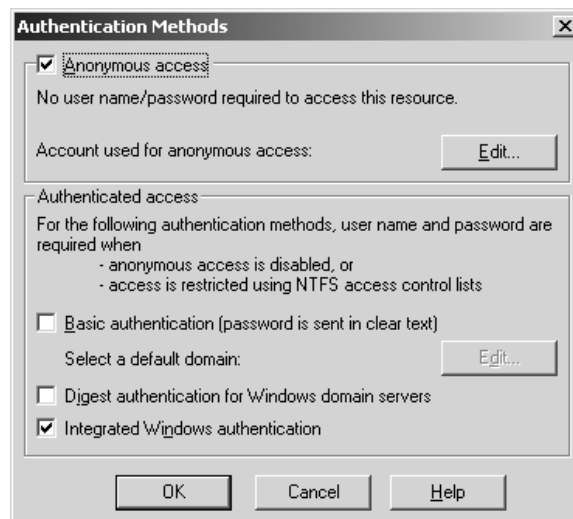 Authentication Methods
Anonymous access
No user name/password required to access this resource.
Account used for anonymous access:
Edit...
Authenticated access
For the following authentication methods, user name and password are
required when
- anonymous access is disabled, or
- access is restricted using NTFS access control lists
Basic authentication (password is sent in clear text)
Select a default domain:
Edit...
Digest authentication for Windows domain servers
Integrated Windows authentication
OK
Cancel
Help